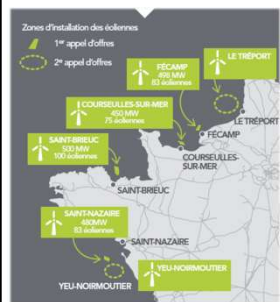 Zones d'installation des éoliennes
1er appel d'offres
2e appel d'offres
LE TRÉPORT
FÉCAMP
498 MW
83 éoliennes
COURSEULLES-SUR-MER
450 MW
75 éoliennes
LE TRÉPORT
FÉCAMP
SAINT-BRIEUC
500 MW
100 éoliennes
COURSEULLES-
SUR-MER
SAINT-BRIEUC
SAINT-NAZAIRE
480MW
83 éoliennes
SAINT-NAZAIRE
YEU-NOIRMOUTIER
YEU-NOIRMOUTIER